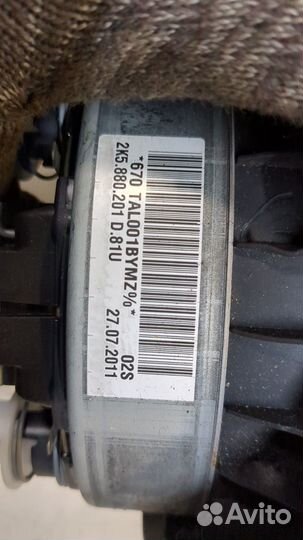 *670 TAL001BYMZ%*
2K5.880.201 D.81U
02S
27.07.2011
Avito